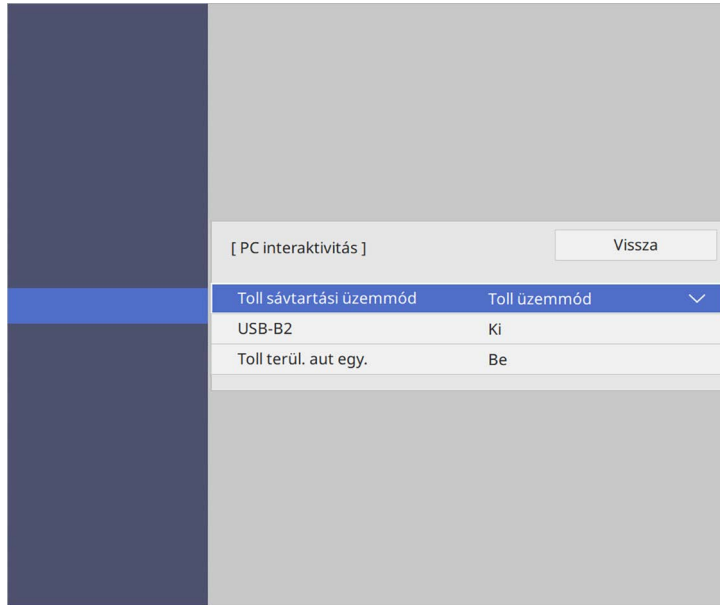 [ PC interaktivitás ]
Vissza
Toll sávtartási üzemmód Toll üzemmód
USB-B2 Ki
Toll terül. aut egy. Be